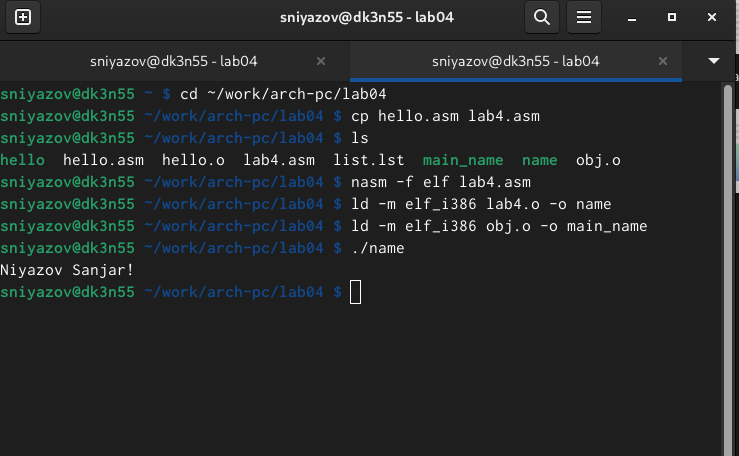 sniyazov@dk3n55 - lab04
sniyazov@dk3n55 - lab04 × sniyazov@dk3n55 - lab04 ×
sniyazov@dk3n55 ~ $ cd ~/work/arch-pc/lab04
sniyazov@dk3n55 ~/work/arch-pc/lab04 $ cp hello.asm lab4.asm
sniyazov@dk3n55 ~/work/arch-pc/lab04 $ ls
hello hello.asm hello.o lab4.asm list.lst main_name name obj.o
sniyazov@dk3n55 ~/work/arch-pc/lab04 $ nasm -f elf lab4.asm
sniyazov@dk3n55 ~/work/arch-pc/lab04 $ ld -m elf_i386 lab4.o -o name
sniyazov@dk3n55 ~/work/arch-pc/lab04 $ ld -m elf_i386 obj.o -o main_name
sniyazov@dk3n55 ~/work/arch-pc/lab04 $ ./name
Niyazov Sanjar!
sniyazov@dk3n55 ~/work/arch-pc/lab04 $